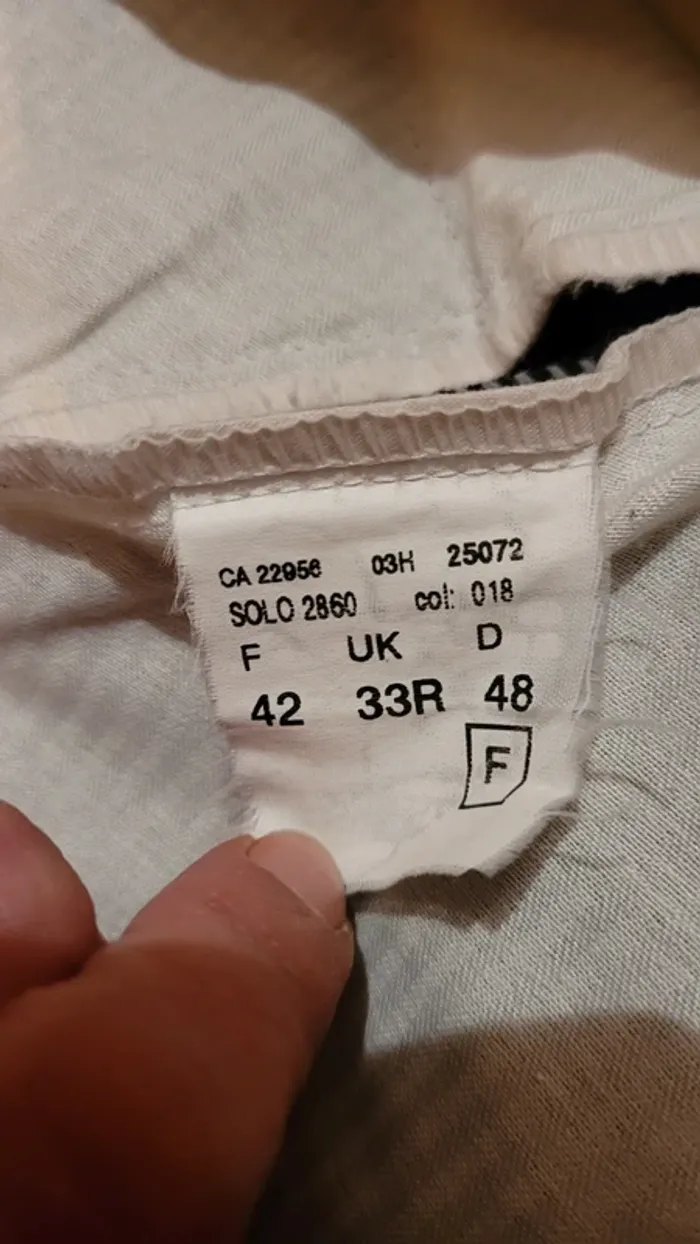 CA 22956 03H 25072
SOLO 2860 col: 018
F UK D
42 33R 48
F